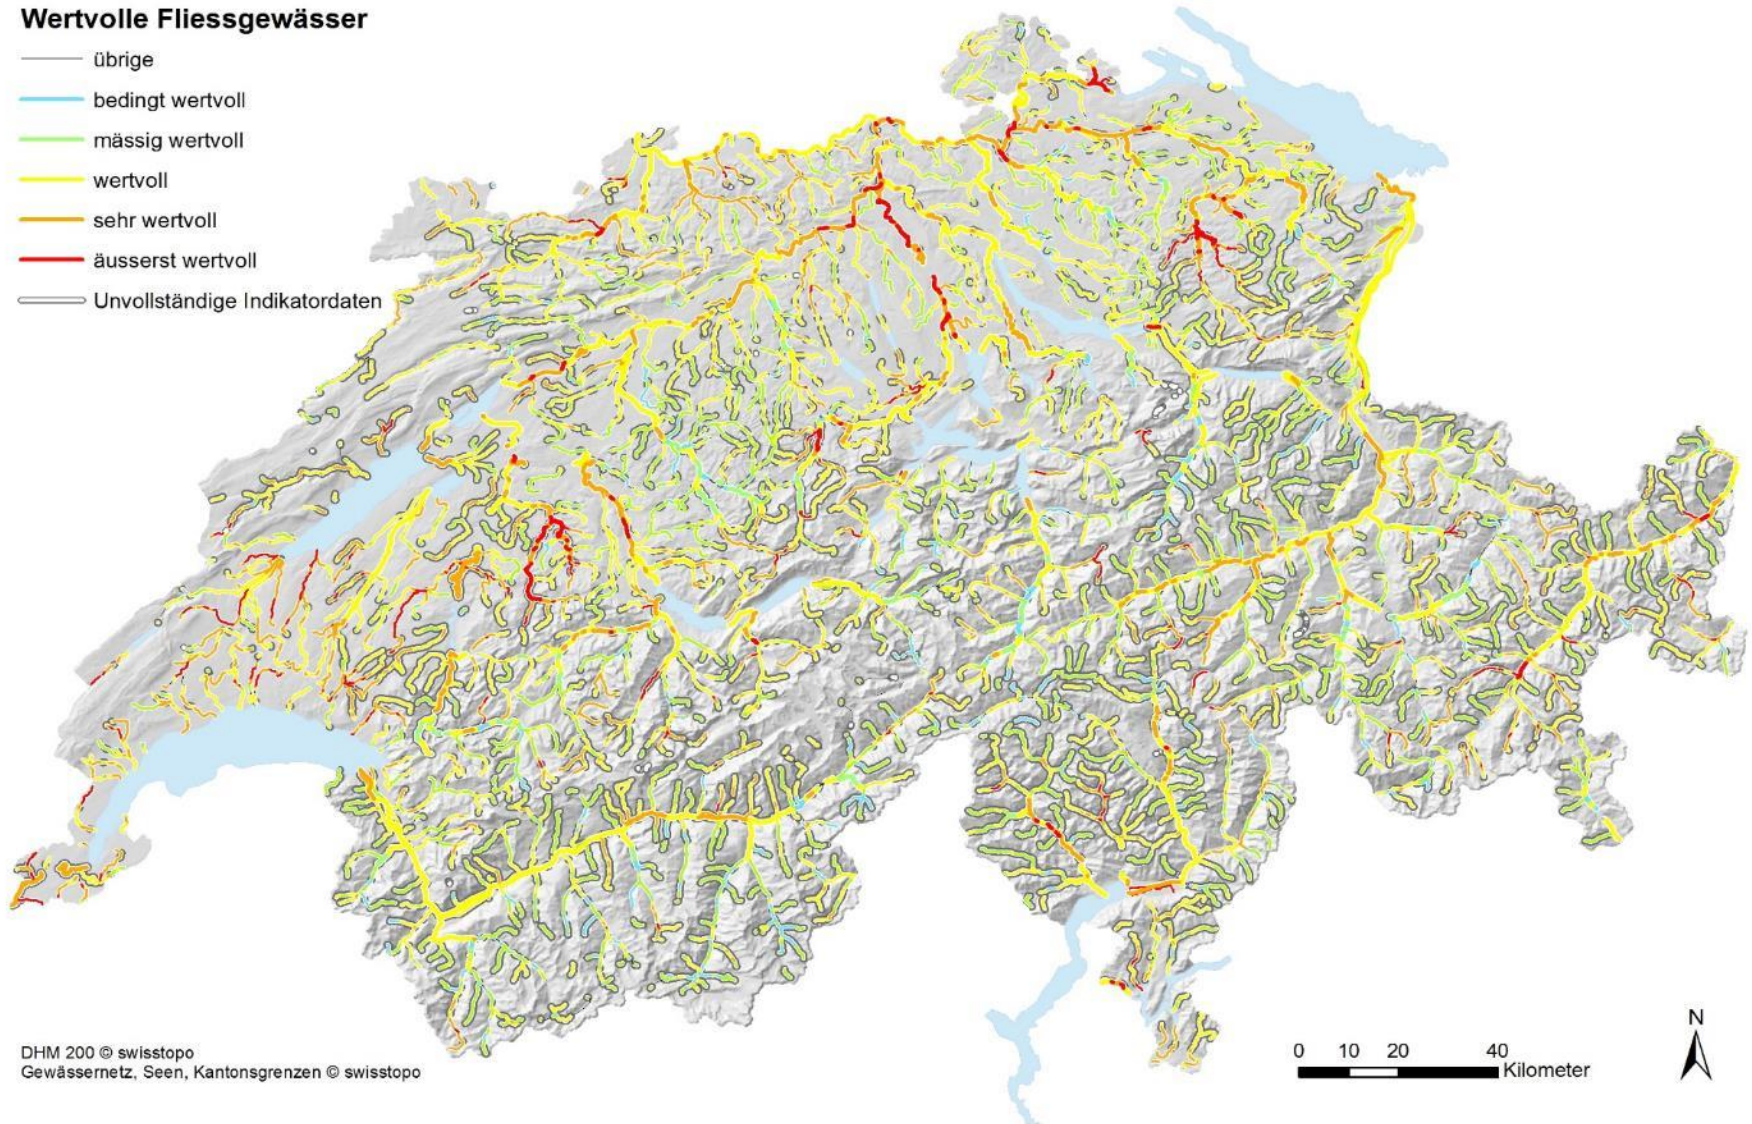 Wertvolle Fliessgewässer
übrige
bedingt wertvoll
mässig wertvoll
wertvoll
sehr wertvoll
äusserst wertvoll
Unvollständige Indikatordaten
DHM 200 © swisstopo
Gewässernetz, Seen, Kantonsgrenzen © swisstopo
0 10 20 40
Kilometer
N